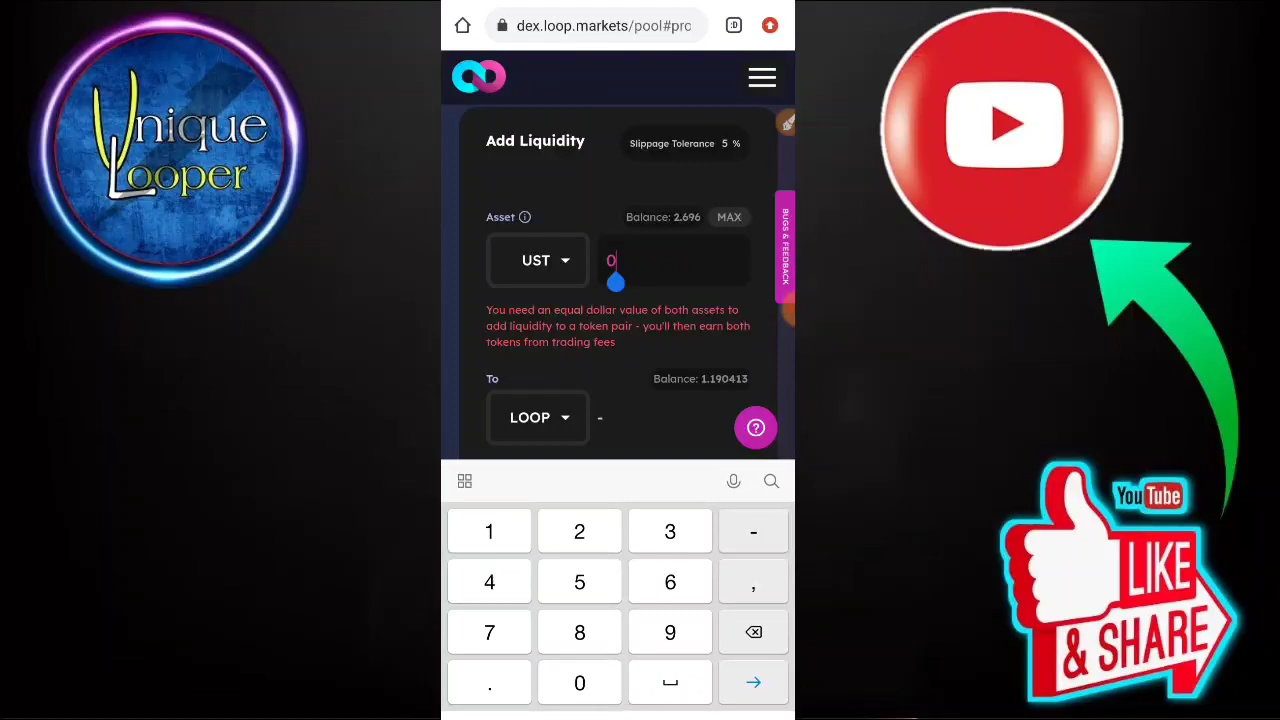 Unique
Looper
dex.loop.markets/pool#prc
:D
Add Liquidity
Slippage Tolerance 5 %
Asset
Balance: 2.696 MAX
UST
0
BUGS & FEEDBACK
You need an equal dollar value of both assets to
add liquidity to a token pair - you'll then earn both
tokens from trading fees
To
Balance: 1.190413
LOOP -
1 2 3 -
4 5 6 ,
7 8 9
. 0
YouTube
LIKE
& SHARE